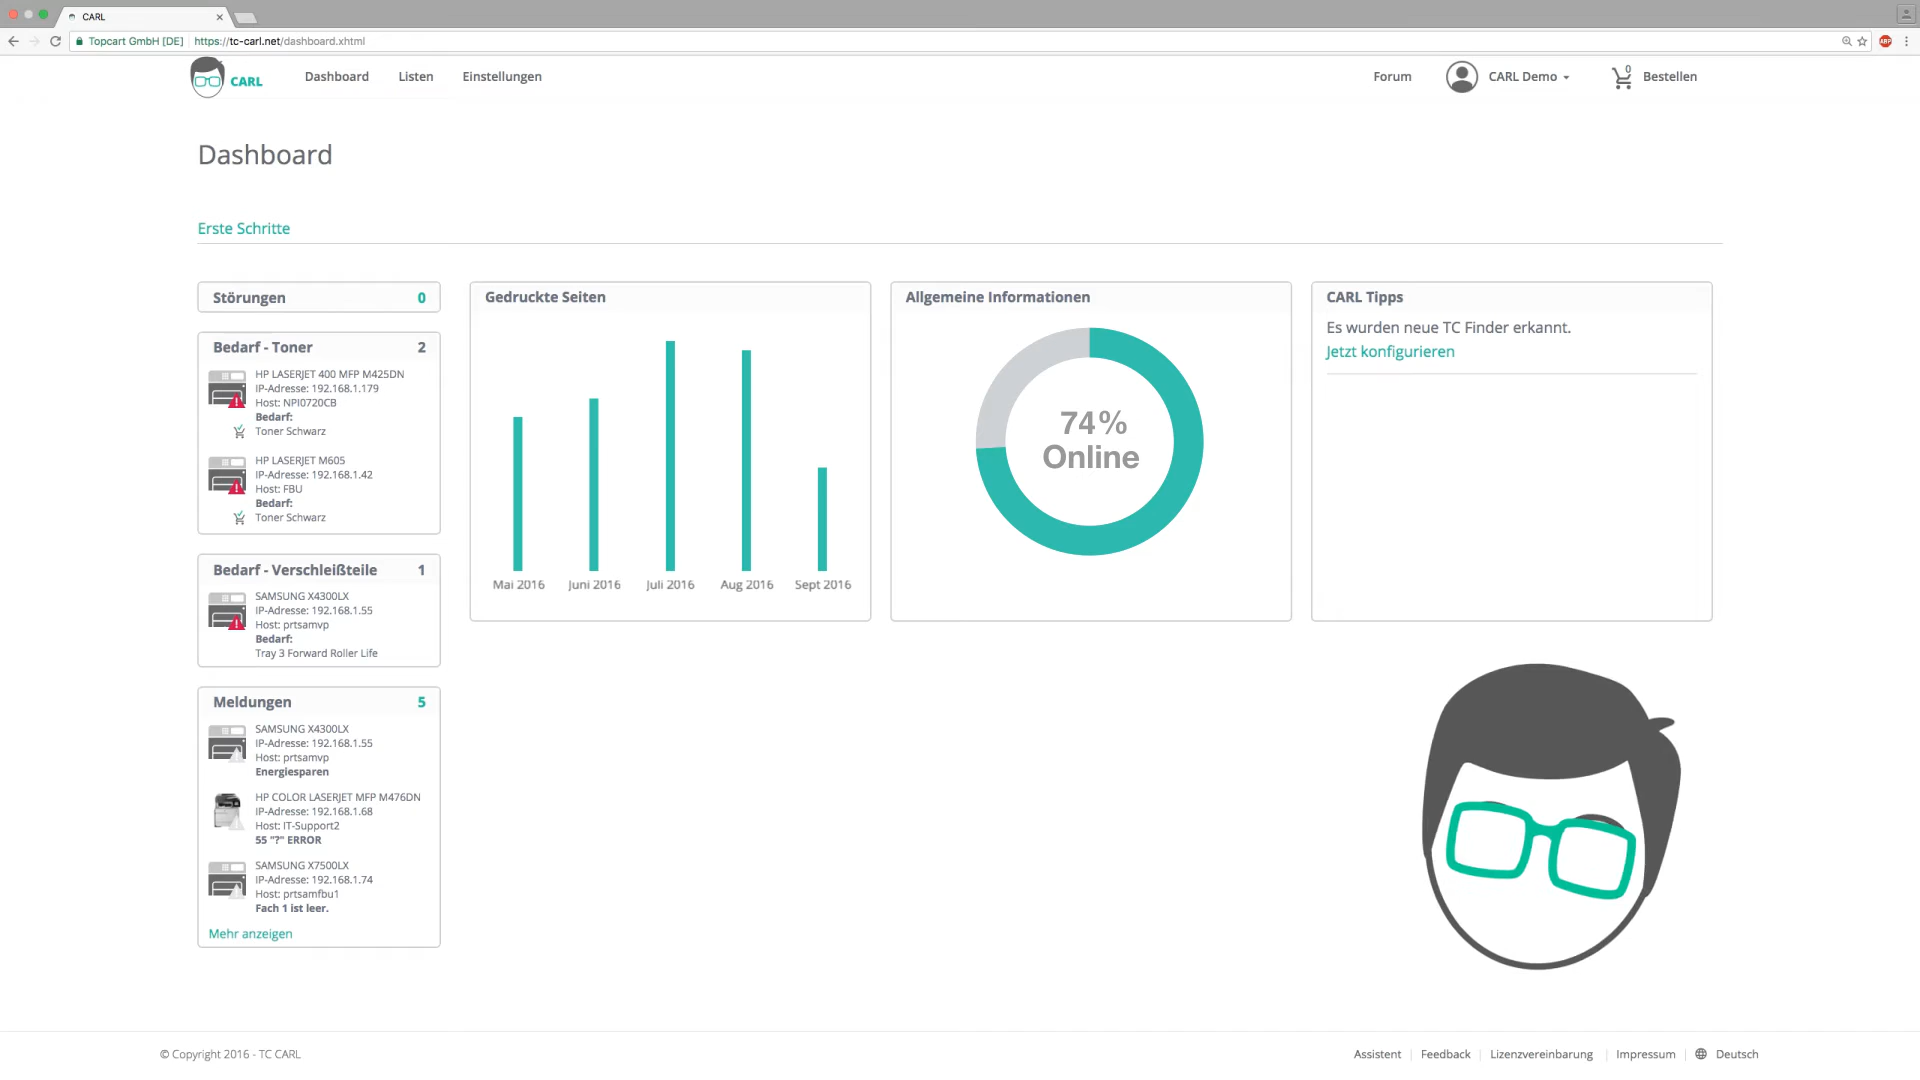 CARL
Topcart GmbH [DE]
https://tc-carl.net/dashboard.xhtml
ABP
CARL
Dashboard
Listen
Einstellungen
Forum
CARL Demo
0
Bestellen
Dashboard
Erste Schritte
Störungen 0
Bedarf - Toner 2
HP LASERJET 400 MFP M425DN
IP-Adresse: 192.168.1.179
Host: NPI0720CB
Bedarf:
Toner Schwarz
HP LASERJET M605
IP-Adresse: 192.168.1.42
Host: FBU
Bedarf:
Toner Schwarz
Bedarf - Verschleißteile 1
SAMSUNG X4300LX
IP-Adresse: 192.168.1.55
Host: prtsamvp
Bedarf:
Tray 3 Forward Roller Life
Meldungen 5
SAMSUNG X4300LX
IP-Adresse: 192.168.1.55
Host: prtsamvp
Energiesparen
HP COLOR LASERJET MFP M476DN
IP-Adresse: 192.168.1.68
Host: IT-Support2
55 "?" ERROR
SAMSUNG X7500LX
IP-Adresse: 192.168.1.74
Host: prtsamfbu1
Fach 1 ist leer.
Mehr anzeigen
Gedruckte Seiten
Mai 2016 Juni 2016 Juli 2016 Aug 2016 Sept 2016
Allgemeine Informationen
74%
Online
CARL Tipps
Es wurden neue TC Finder erkannt.
Jetzt konfigurieren
© Copyright 2016 - TC CARL
Assistent
Feedback
Lizenzvereinbarung
Impressum
Deutsch